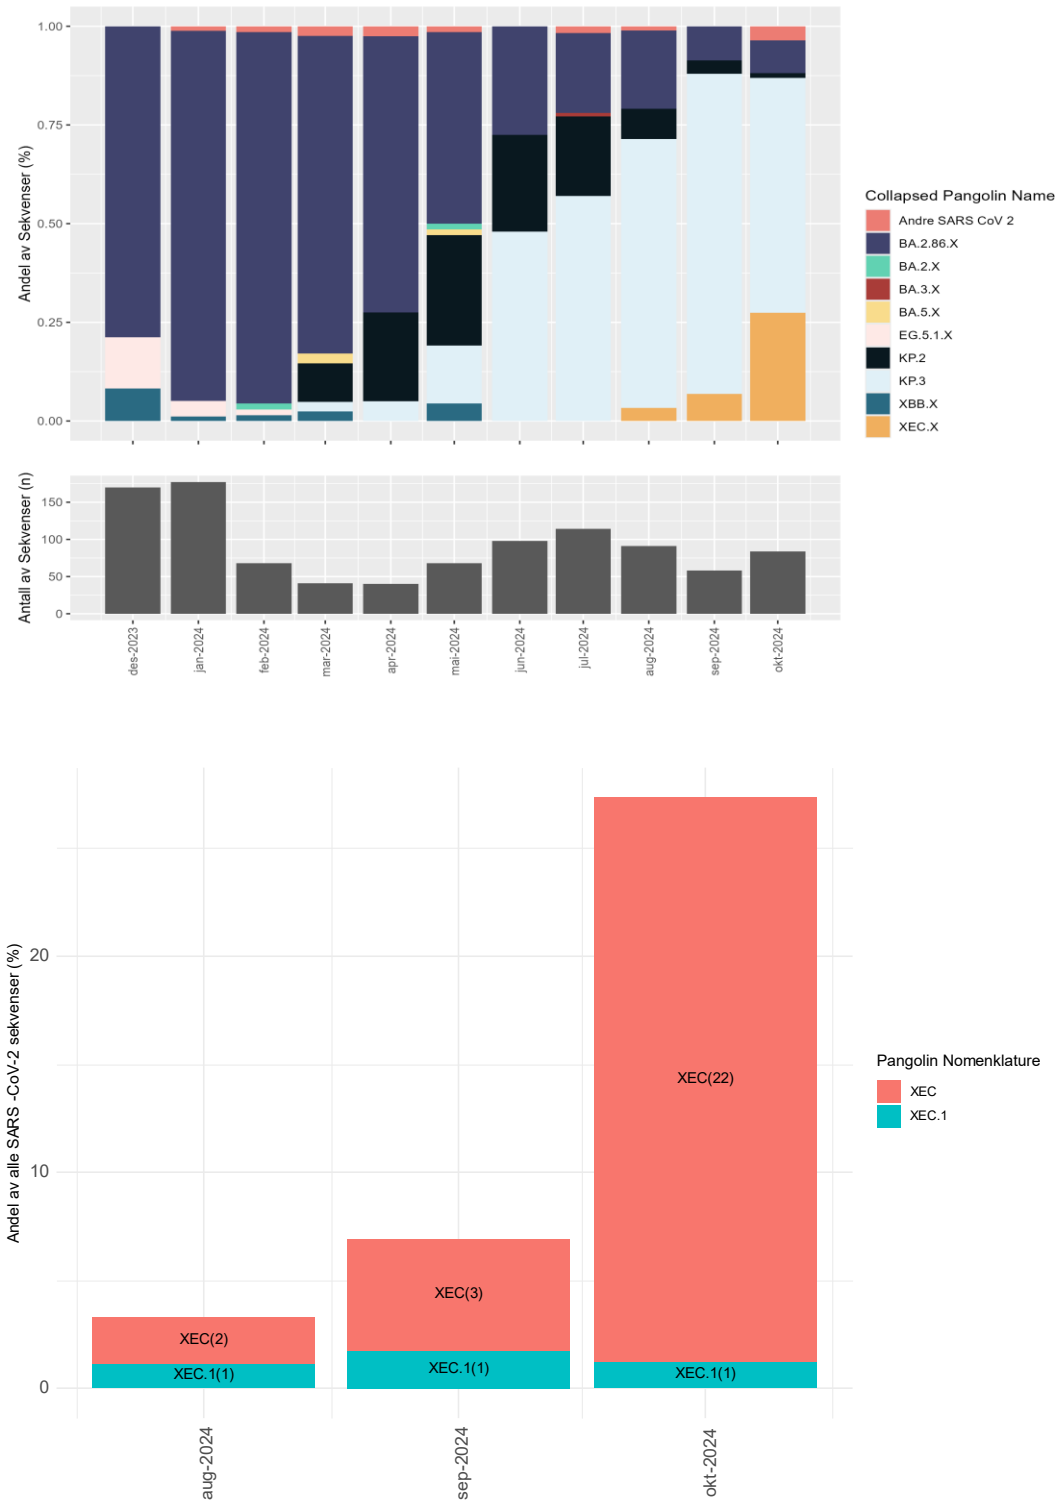 1.00
0.75
0.50
0.25
0.00
Andel av Sekvenser (%)
Collapsed Pangolin Name
Andre SARS CoV 2
BA.2.86.X
BA.2.X
BA.3.X
BA.5.X
EG.5.1.X
KP.2
KP.3
XBB.X
XEC.X
150
100
50
0
Antall av Sekvenser (n)
des-2023
jan-2024
feb-2024
mar-2024
apr-2024
mai-2024
jun-2024
jul-2024
aug-2024
sep-2024
okt-2024
20
10
0
Andel av alle SARS -CoV-2 sekvenser (%)
XEC(22)
XEC(3)
XEC(2)
XEC.1(1)
XEC.1(1)
XEC.1(1)
Pangolin Nomenklature
XEC
XEC.1
aug-2024
sep-2024
okt-2024